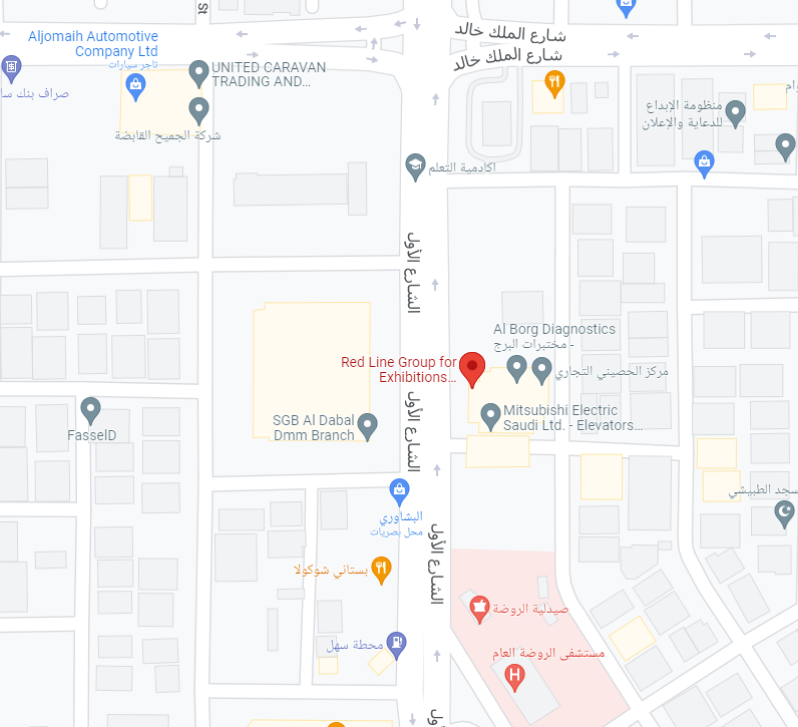 St
شارع الملك خالد
شارع الملك خالد
Aljomaih Automotive
Company Ltd
تاجر سيارات
UNITED CARAVAN
TRADING AND...
صراف بنك سا
شركة الجميح القابضة
منظومة الإبداع
للدعاية والإعلان
وام
اكادمية التعلم
الشارع الأول
Al Borg Diagnostics
مختبرات البرج -
Red Line Group for
Exhibitions...
مركز الحصيني التجاري
الشارع الأول
Mitsubishi Electric
Saudi Ltd. - Elevators...
SGB Al Dabal
Dmm Branch
FasselD
سجد الطبيشي
البشاوري
محل بصريات
الشارع الأول
بستاني شوكولا
صيدلية الروضة
محطة سهل
مستشفى الروضة العام
H